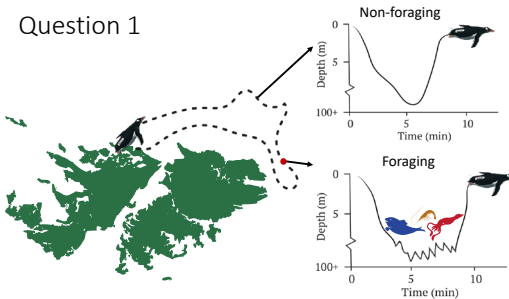 Question 1
Non-foraging
Depth (m)
0
5
100+
0
5
10
Time (min)
Foraging
Depth (m)
0
5
100+
0
5
10
Time (min)